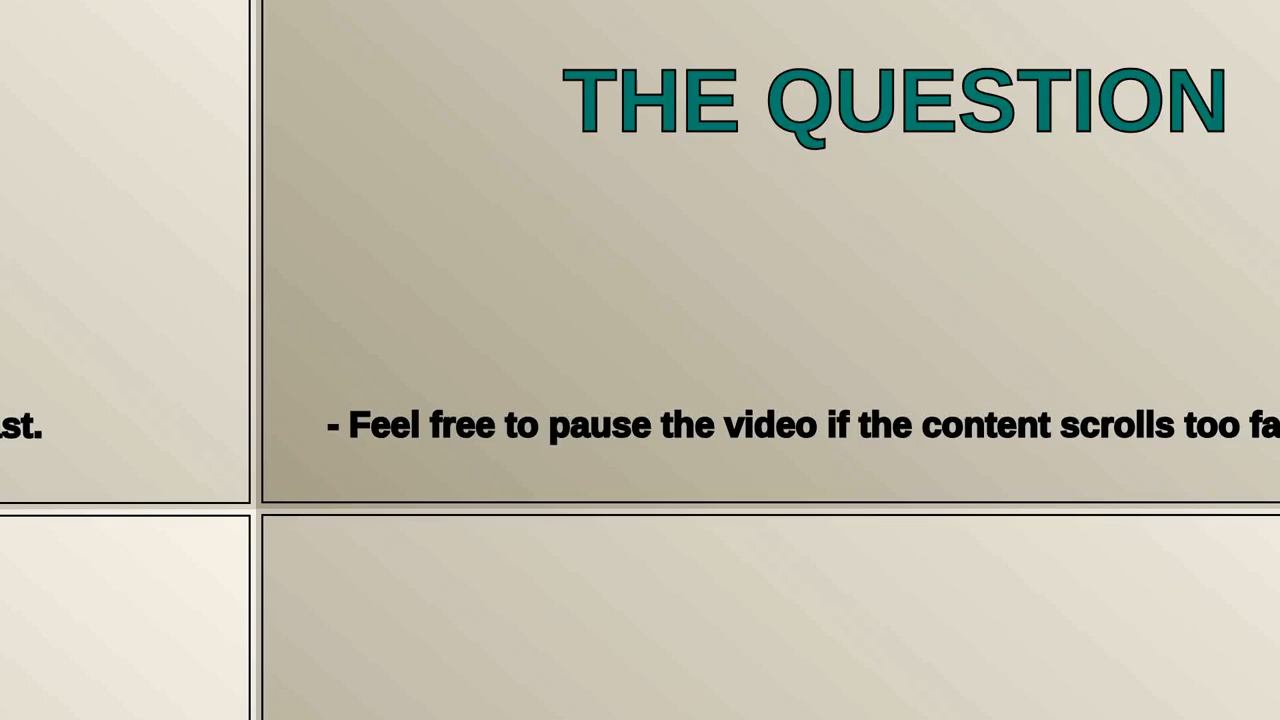 THE QUESTION
st.
- Feel free to pause the video if the content scrolls too fa